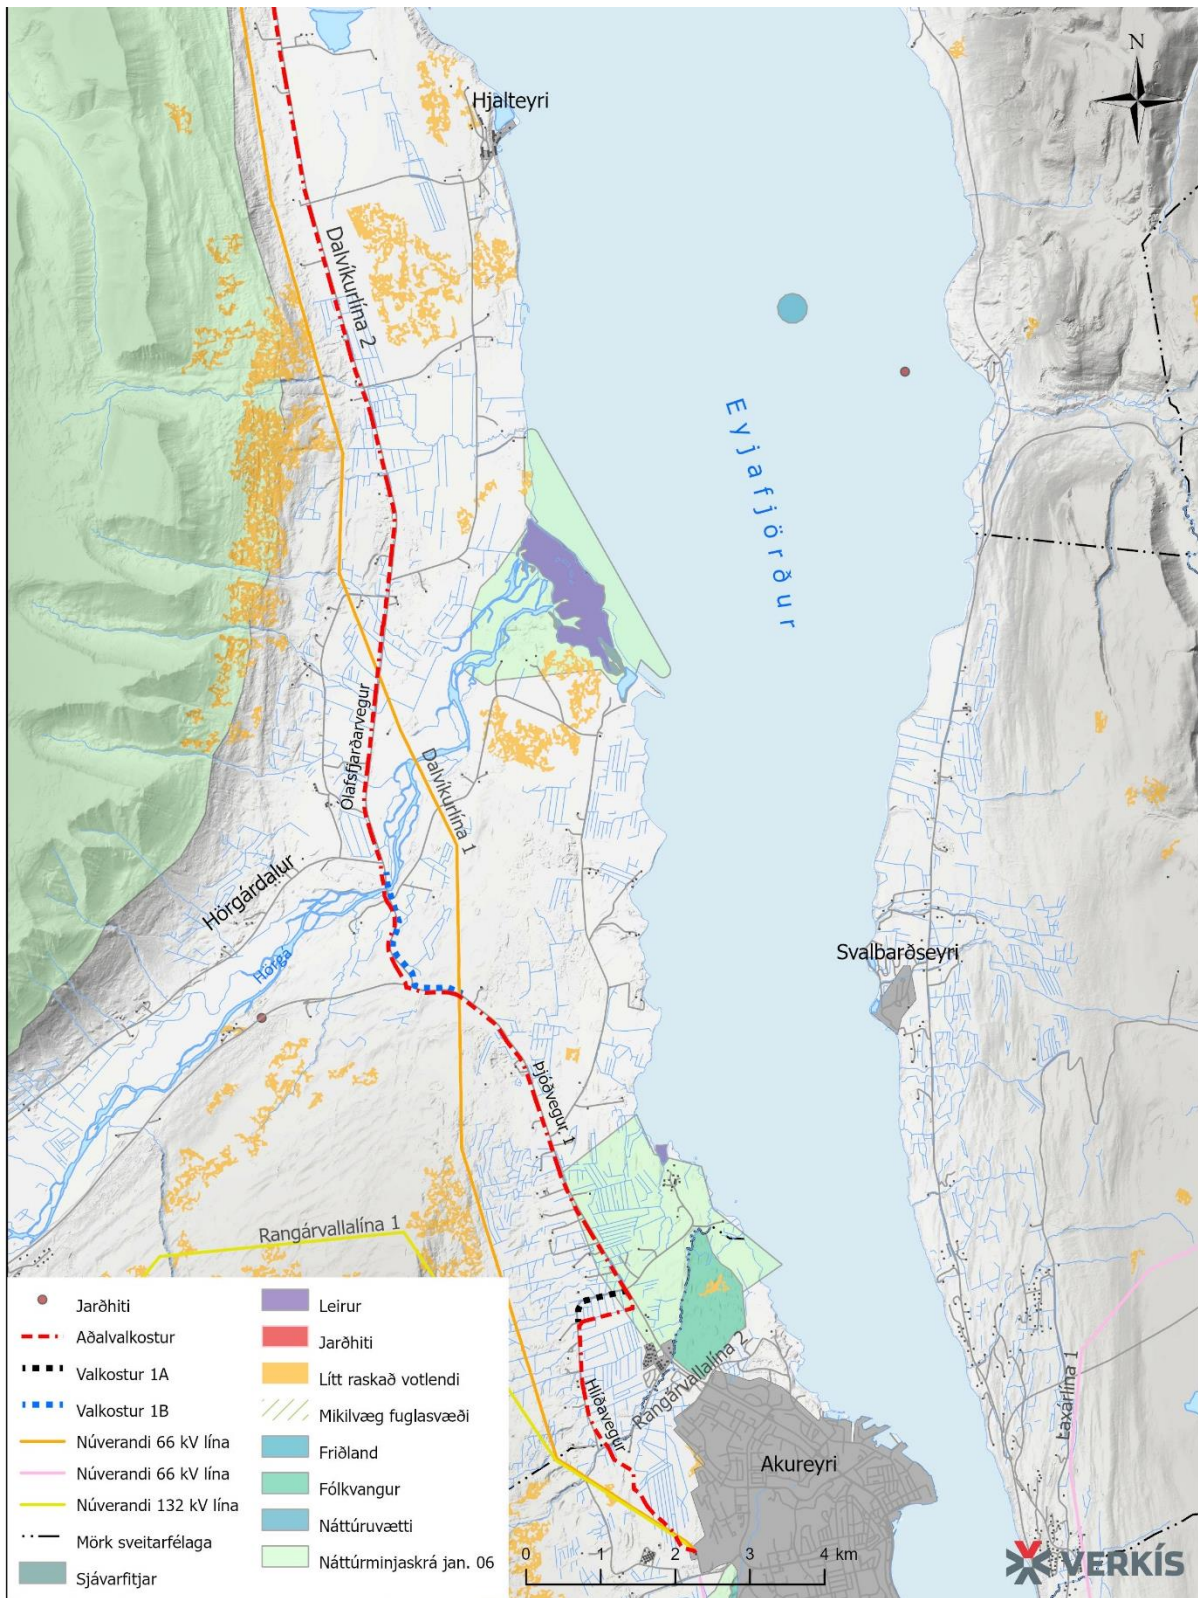 N
Hjalteyri
Dalvíkurlína 2
Eyjafjörður
Ólafsfjarðarvegur
Dalvíkurlína 1
Hörgárdalur
Hörgá
Svalbarðseyri
Þjóðvegur 1
Rangárvallalína 1
Rangárvallalína 2
Hlíðavegur
Laxárlína 1
Akureyri
Jarðhiti
Aðalvalkostur
Valkostur 1A
Valkostur 1B
Núverandi 66 kV lína
Núverandi 66 kV lína
Núverandi 132 kV lína
Mörk sveitarfélaga
Sjávarfitjar
Leirur
Jarðhiti
Lítt raskað votlendi
Mikilvæg fuglasvæði
Friðland
Fólkvangur
Náttúruvætti
Náttúrminjaskrá jan. 06
0 1 2 3 4 km
VERKÍS